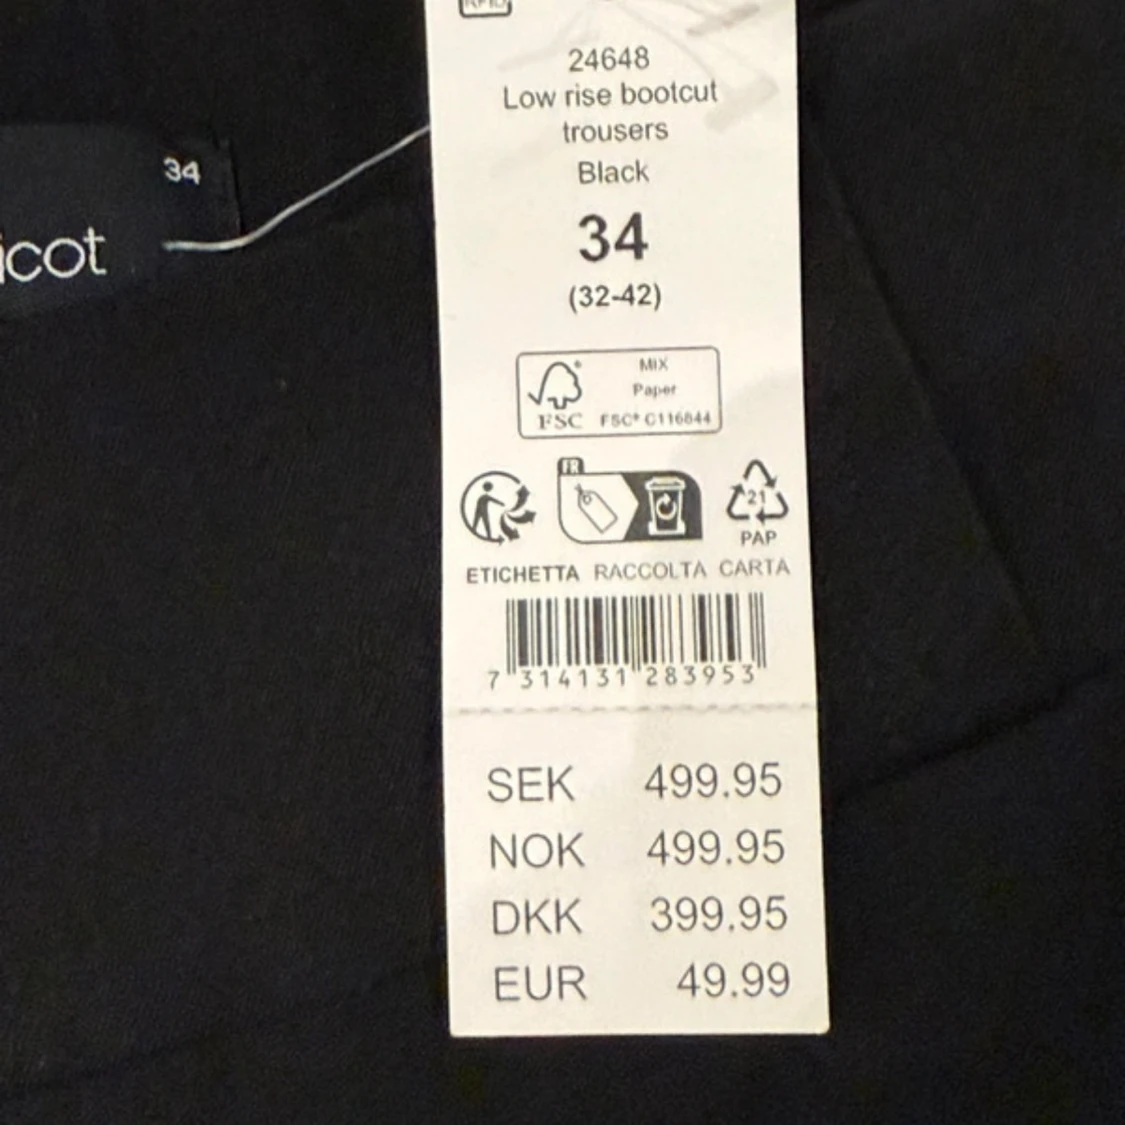 34
icot
24648
Low rise bootcut
trousers
Black
34
(32-42)
MIX
Paper
FSC FSC® C116844
FR
21
PAP
ETICHETTA RACCOLTA CARTA
7 314131 283953
SEK 499.95
NOK 499.95
DKK 399.95
EUR 49.99